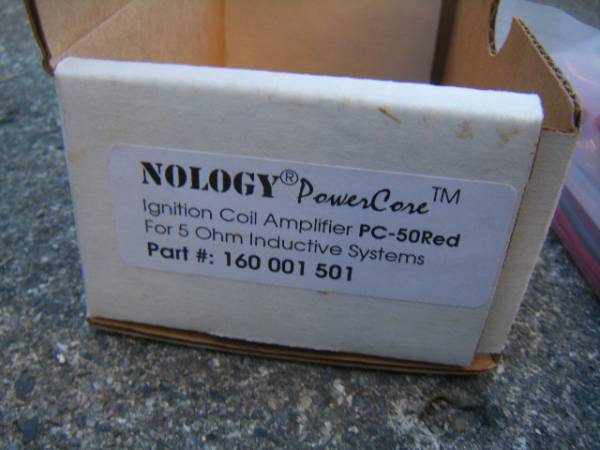 NOLOGY® PowerCore™
Ignition Coil Amplifier PC-50Red
For 5 Ohm Inductive Systems
Part #: 160 001 501